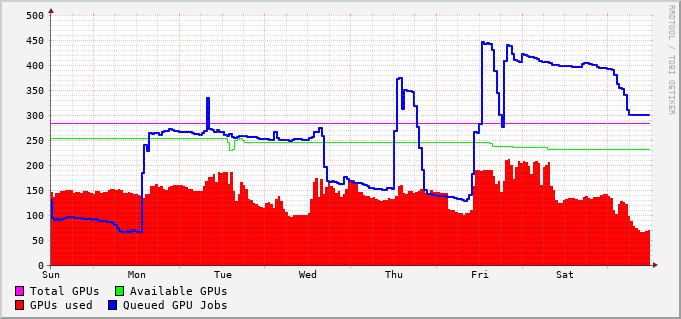 500
450
400
350
300
250
200
150
100
50
0
Sun Mon Tue Wed Thu Fri Sat
Total GPUs Available GPUs
GPUs used Queued GPU Jobs
RRDTOOL / TOBI OETIKER